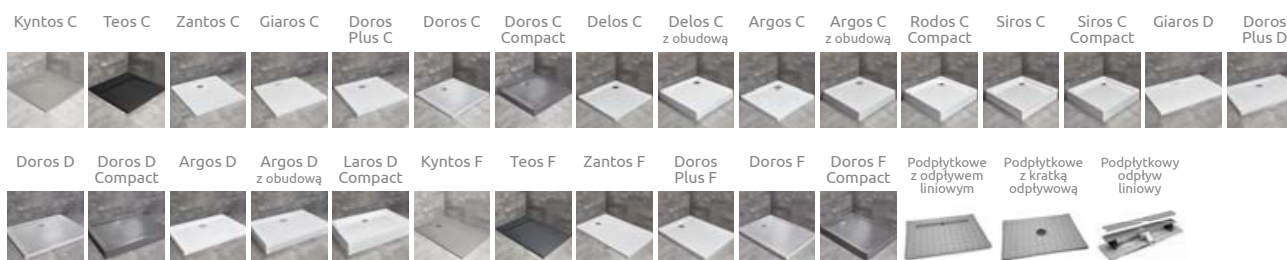 Kyntos C
Teos C
Zantos C
Giaros C
Doros
Plus C
Doros C
Doros C
Compact
Delos C
Delos C
z obudową
Argos C
Argos C
z obudową
Rodos C
Compact
Siros C
Siros C
Compact
Giaros D
Doros
Plus D
Doros D
Doros D
Compact
Argos D
Argos D
z obudową
Laros D
Compact
Kyntos F
Teos F
Zantos F
Doros
Plus F
Doros F
Doros F
Compact
Podpłytkowe
z odpływem
liniowym
Podpłytkowe
z kratką
odpływową
Podpłytkowy
odpływ
liniowy